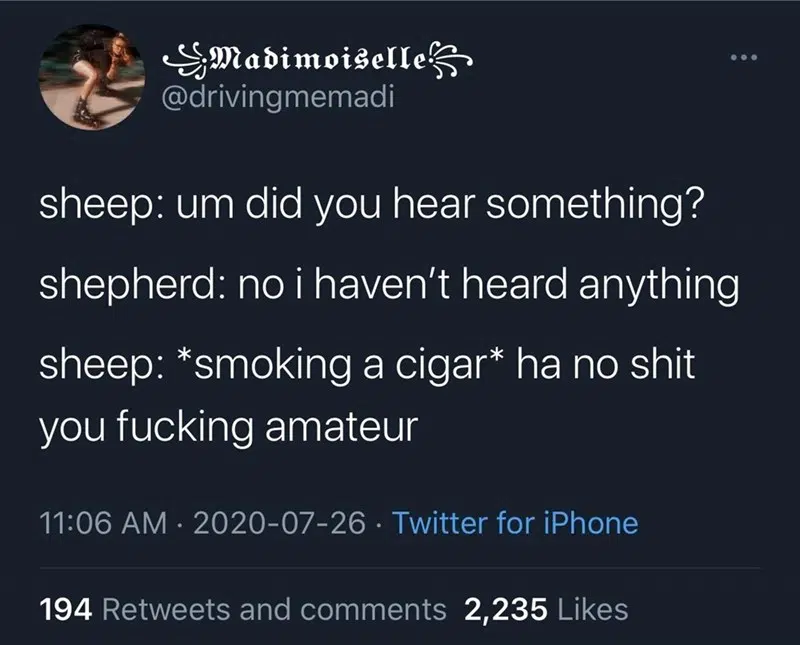 ꧁𝕸𝖆𝖉𝖎𝖒𝖔𝖎𝖘𝖊𝖑𝖑𝖊꧂
@drivingmemadi
sheep: um did you hear something?
shepherd: no i haven’t heard anything
sheep: *smoking a cigar* ha no shit
you fucking amateur
11:06 AM · 2020-07-26 · Twitter for iPhone
194 Retweets and comments 2,235 Likes